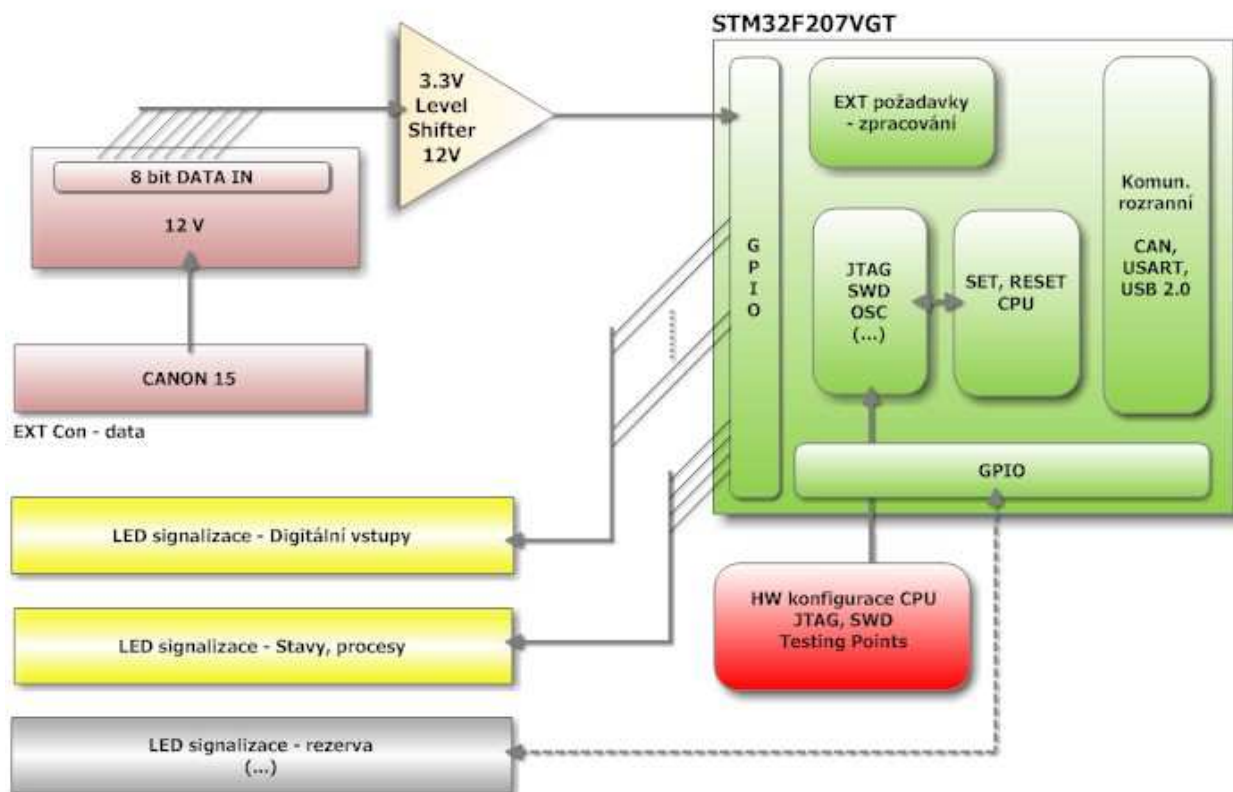 STM32F207VGT
3.3V
Level
Shifter
12V
8 bit DATA IN
12 V
CANON 15
EXT Con - data
G
P
I
O
EXT požadavky
- zpracování
JTAG
SWD
OSC
(...)
SET, RESET
CPU
Komun.
rozranní
CAN,
USART,
USB 2.0
GPIO
LED signalizace - Digitální vstupy
LED signalizace - Stavy, procesy
LED signalizace - rezerva
(...)
HW konfigurace CPU
JTAG, SWD
Testing Points